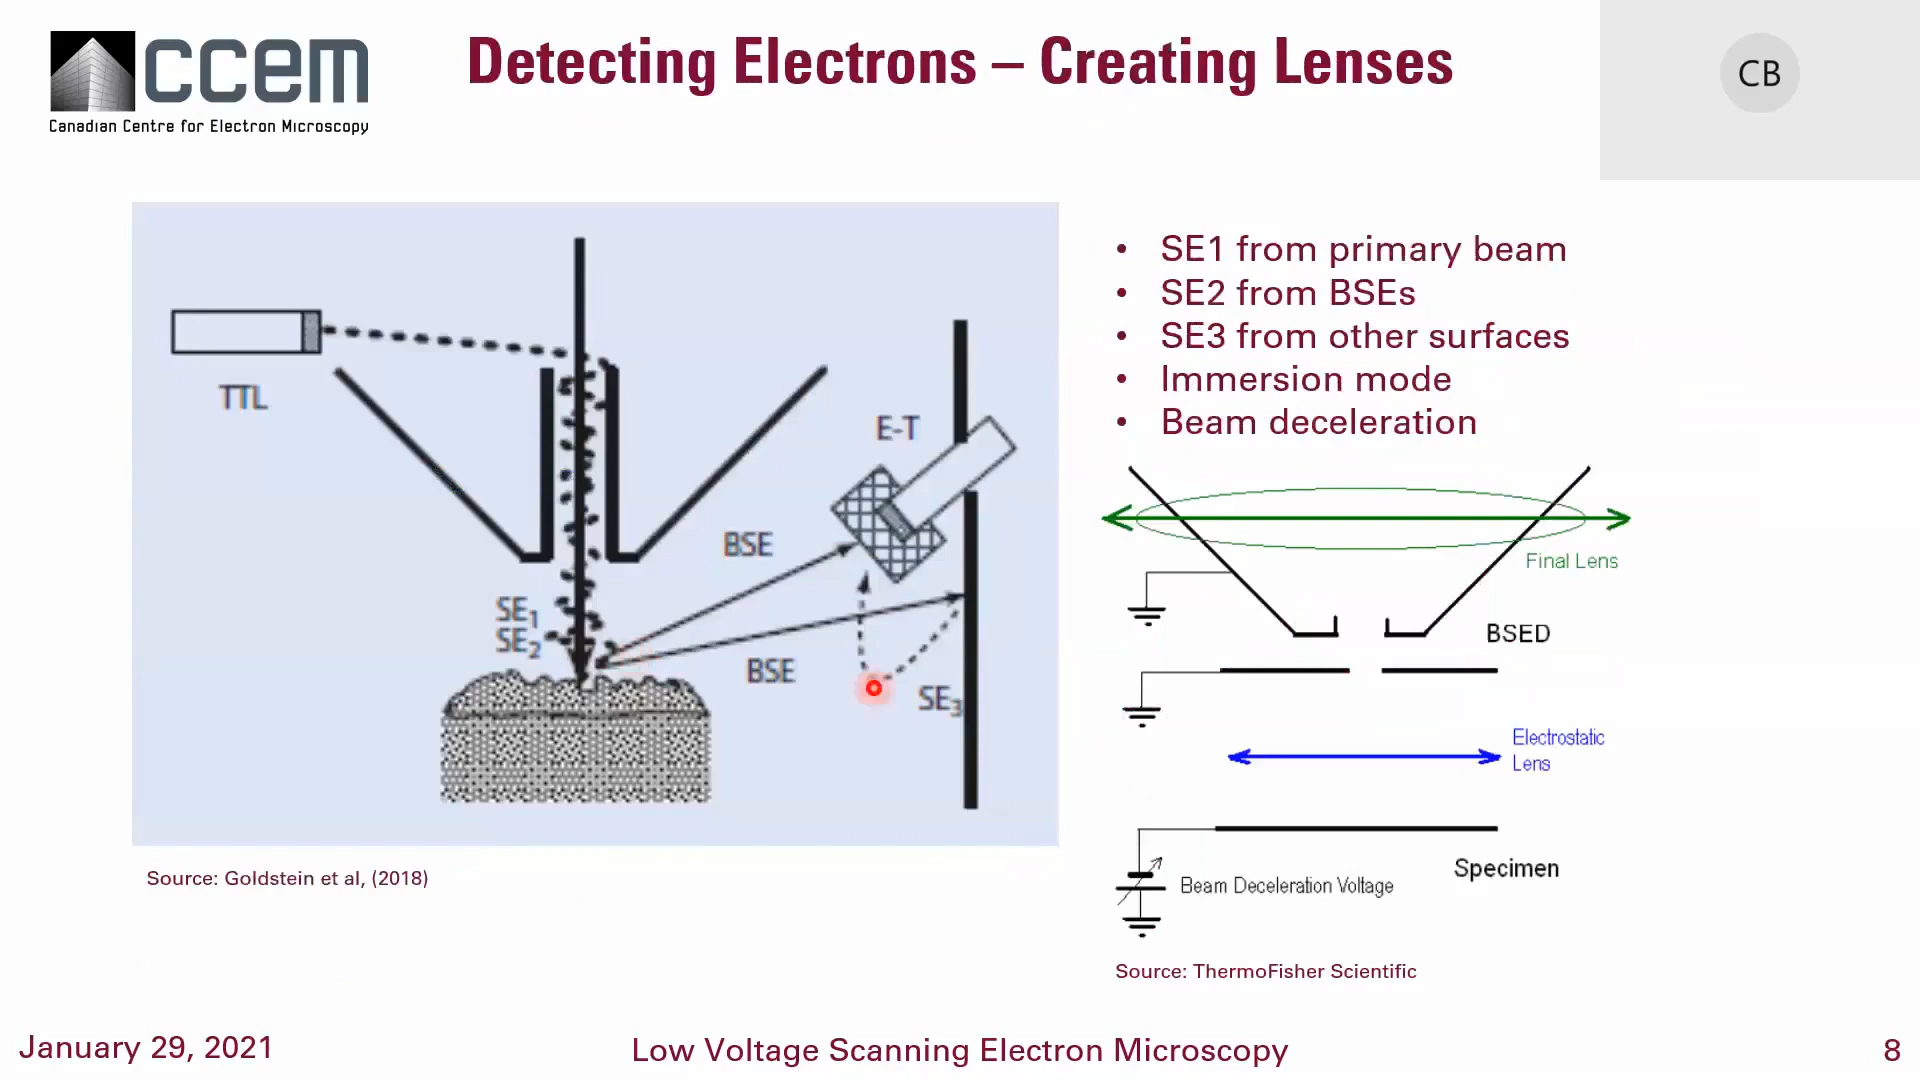 ccem
Canadian Centre for Electron Microscopy
Detecting Electrons – Creating Lenses
CB
TTL
E-T
BSE
SE1
SE2
BSE
SE3
Source: Goldstein et al, (2018)
• SE1 from primary beam
• SE2 from BSEs
• SE3 from other surfaces
• Immersion mode
• Beam deceleration
Final Lens
BSED
Electrostatic
Lens
Specimen
Beam Deceleration Voltage
Source: ThermoFisher Scientific
January 29, 2021
Low Voltage Scanning Electron Microscopy
8